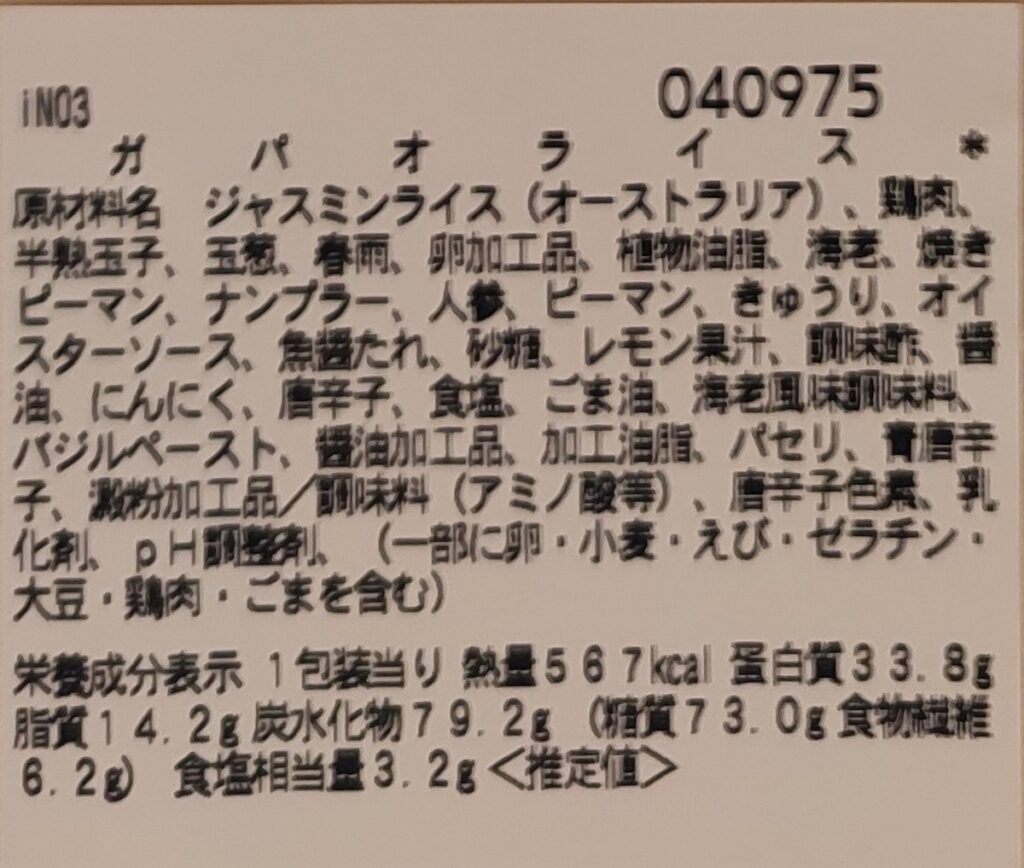 iN03
040975
ガパオライス*
原材料名 ジャスミンライス（オーストラリア）、鶏肉、
半熟玉子、玉葱、春雨、卵加工品、植物油脂、海老、焼き
ピーマン、ナンプラー、人参、ピーマン、きゅうり、オイ
スターソース、魚醬たれ、砂糖、レモン果汁、調味酢、醤
油、にんにく、唐辛子、食塩、ごま油、海老風味調味料、
バジルペースト、醤油加工品、加工油脂、パセリ、青唐辛
子、澱粉加工品／調味料（アミノ酸等）、唐辛子色素、乳
化剤、ｐＨ調整剤、（一部に卵・小麦・えび・ゼラチン・
大豆・鶏肉・ごまを含む）
栄養成分表示 １包装当り 熱量５６７kcal 蛋白質３３.８g
脂質１４.２g 炭水化物７９.２g（糖質７３.０g 食物繊維
６.２g） 食塩相当量３.２g＜推定値＞